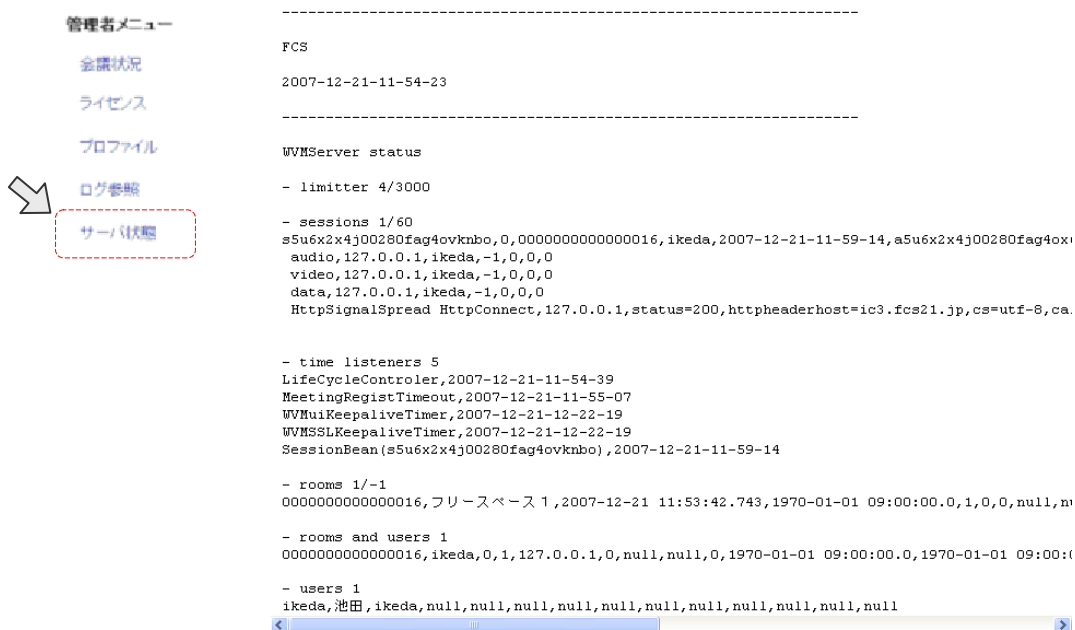 管理者メニュー
会議状況
ライセンス
プロファイル
ログ参照
サーバ状態
------------------------------------------------------------------
FCS
2007-12-21-11-54-23
------------------------------------------------------------------
WVMServer status
- limitter 4/3000
- sessions 1/60
s5u6x2x4j00280fag4ovknbo,0,0000000000000016,ikeda,2007-12-21-11-59-14,a5u6x2x4j00280fag4ox
audio,127.0.0.1,ikeda,-1,0,0,0
video,127.0.0.1,ikeda,-1,0,0,0
data,127.0.0.1,ikeda,-1,0,0,0
HttpSignalSpread HttpConnect,127.0.0.1,status=200,httpheaderhost=ic3.fcs21.jp,cs=utf-8,ca
- time listeners 5
LifeCycleControler,2007-12-21-11-54-39
MeetingRegistTimeout,2007-12-21-11-55-07
WVMuiKeepaliveTimer,2007-12-21-12-22-19
WVMSSLKeepaliveTimer,2007-12-21-12-22-19
SessionBean(s5u6x2x4j00280fag4ovknbo),2007-12-21-11-59-14
- rooms 1/-1
0000000000000016,フリースペース１,2007-12-21 11:53:42.743,1970-01-01 09:00:00.0,1,0,0,null,nu
- rooms and users 1
0000000000000016,ikeda,0,1,127.0.0.1,0,null,null,0,1970-01-01 09:00:00.0,1970-01-01 09:00:0
- users 1
ikeda,池田,ikeda,null,null,null,null,null,null,null,null,null,null,null